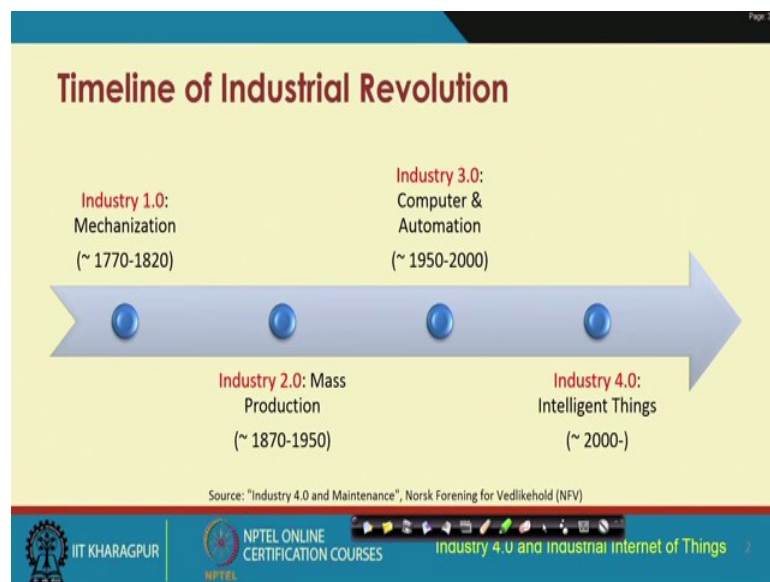 Page: 
Timeline of Industrial Revolution
Industry 1.0:
Mechanization
(~ 1770-1820)
Industry 3.0:
Computer &
Automation
(~ 1950-2000)
Industry 2.0: Mass
Production
(~ 1870-1950)
Industry 4.0:
Intelligent Things
(~ 2000-)
Source: "Industry 4.0 and Maintenance", Norsk Forening for Vedlikehold (NFV)
IIT KHARAGPUR
NPTEL
NPTEL ONLINE
CERTIFICATION COURSES
Industry 4.0 and Industrial Internet of Things
2